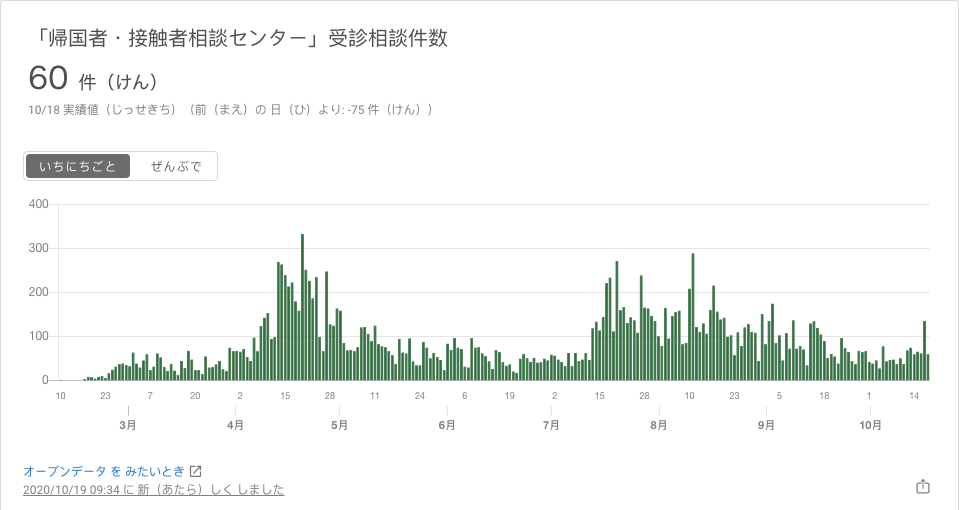 「帰国者・接触者相談センター」受診相談件数
60 件（けん）
10/18 実績値（じっせきち）（前（まえ）の 日（ひ）より: -75 件（けん））
いちにちごと ぜんぶで
400
300
200
100
0
10 23 7 20 2 15 28 11 24 6 19 2 15 28 10 23 5 18 1 14
3月 4月 5月 6月 7月 8月 9月 10月
オープンデータ を みたいとき
2020/10/19 09:34 に 新（あたら）しく しました